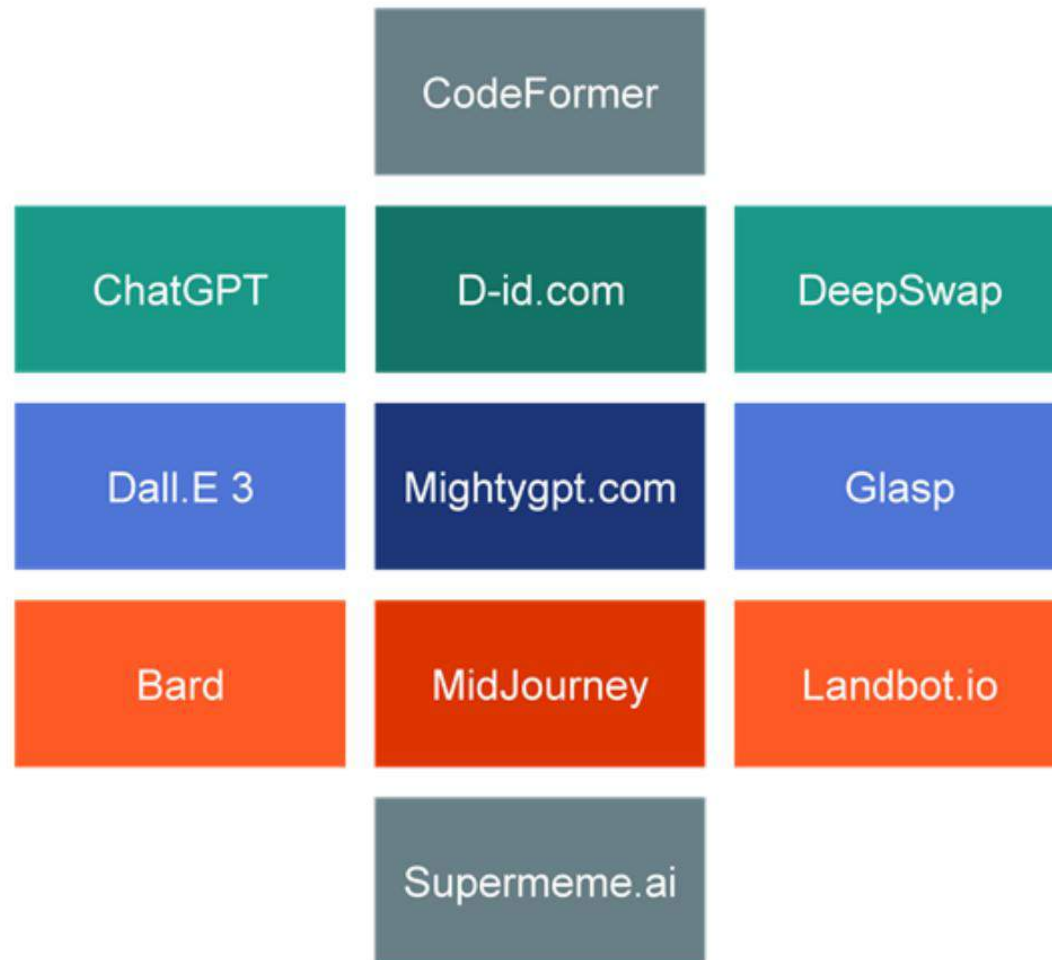 CodeFormer
ChatGPT
D-id.com
DeepSwap
Dall.E 3
Mightygpt.com
Glasp
Bard
MidJourney
Landbot.io
Supermeme.ai